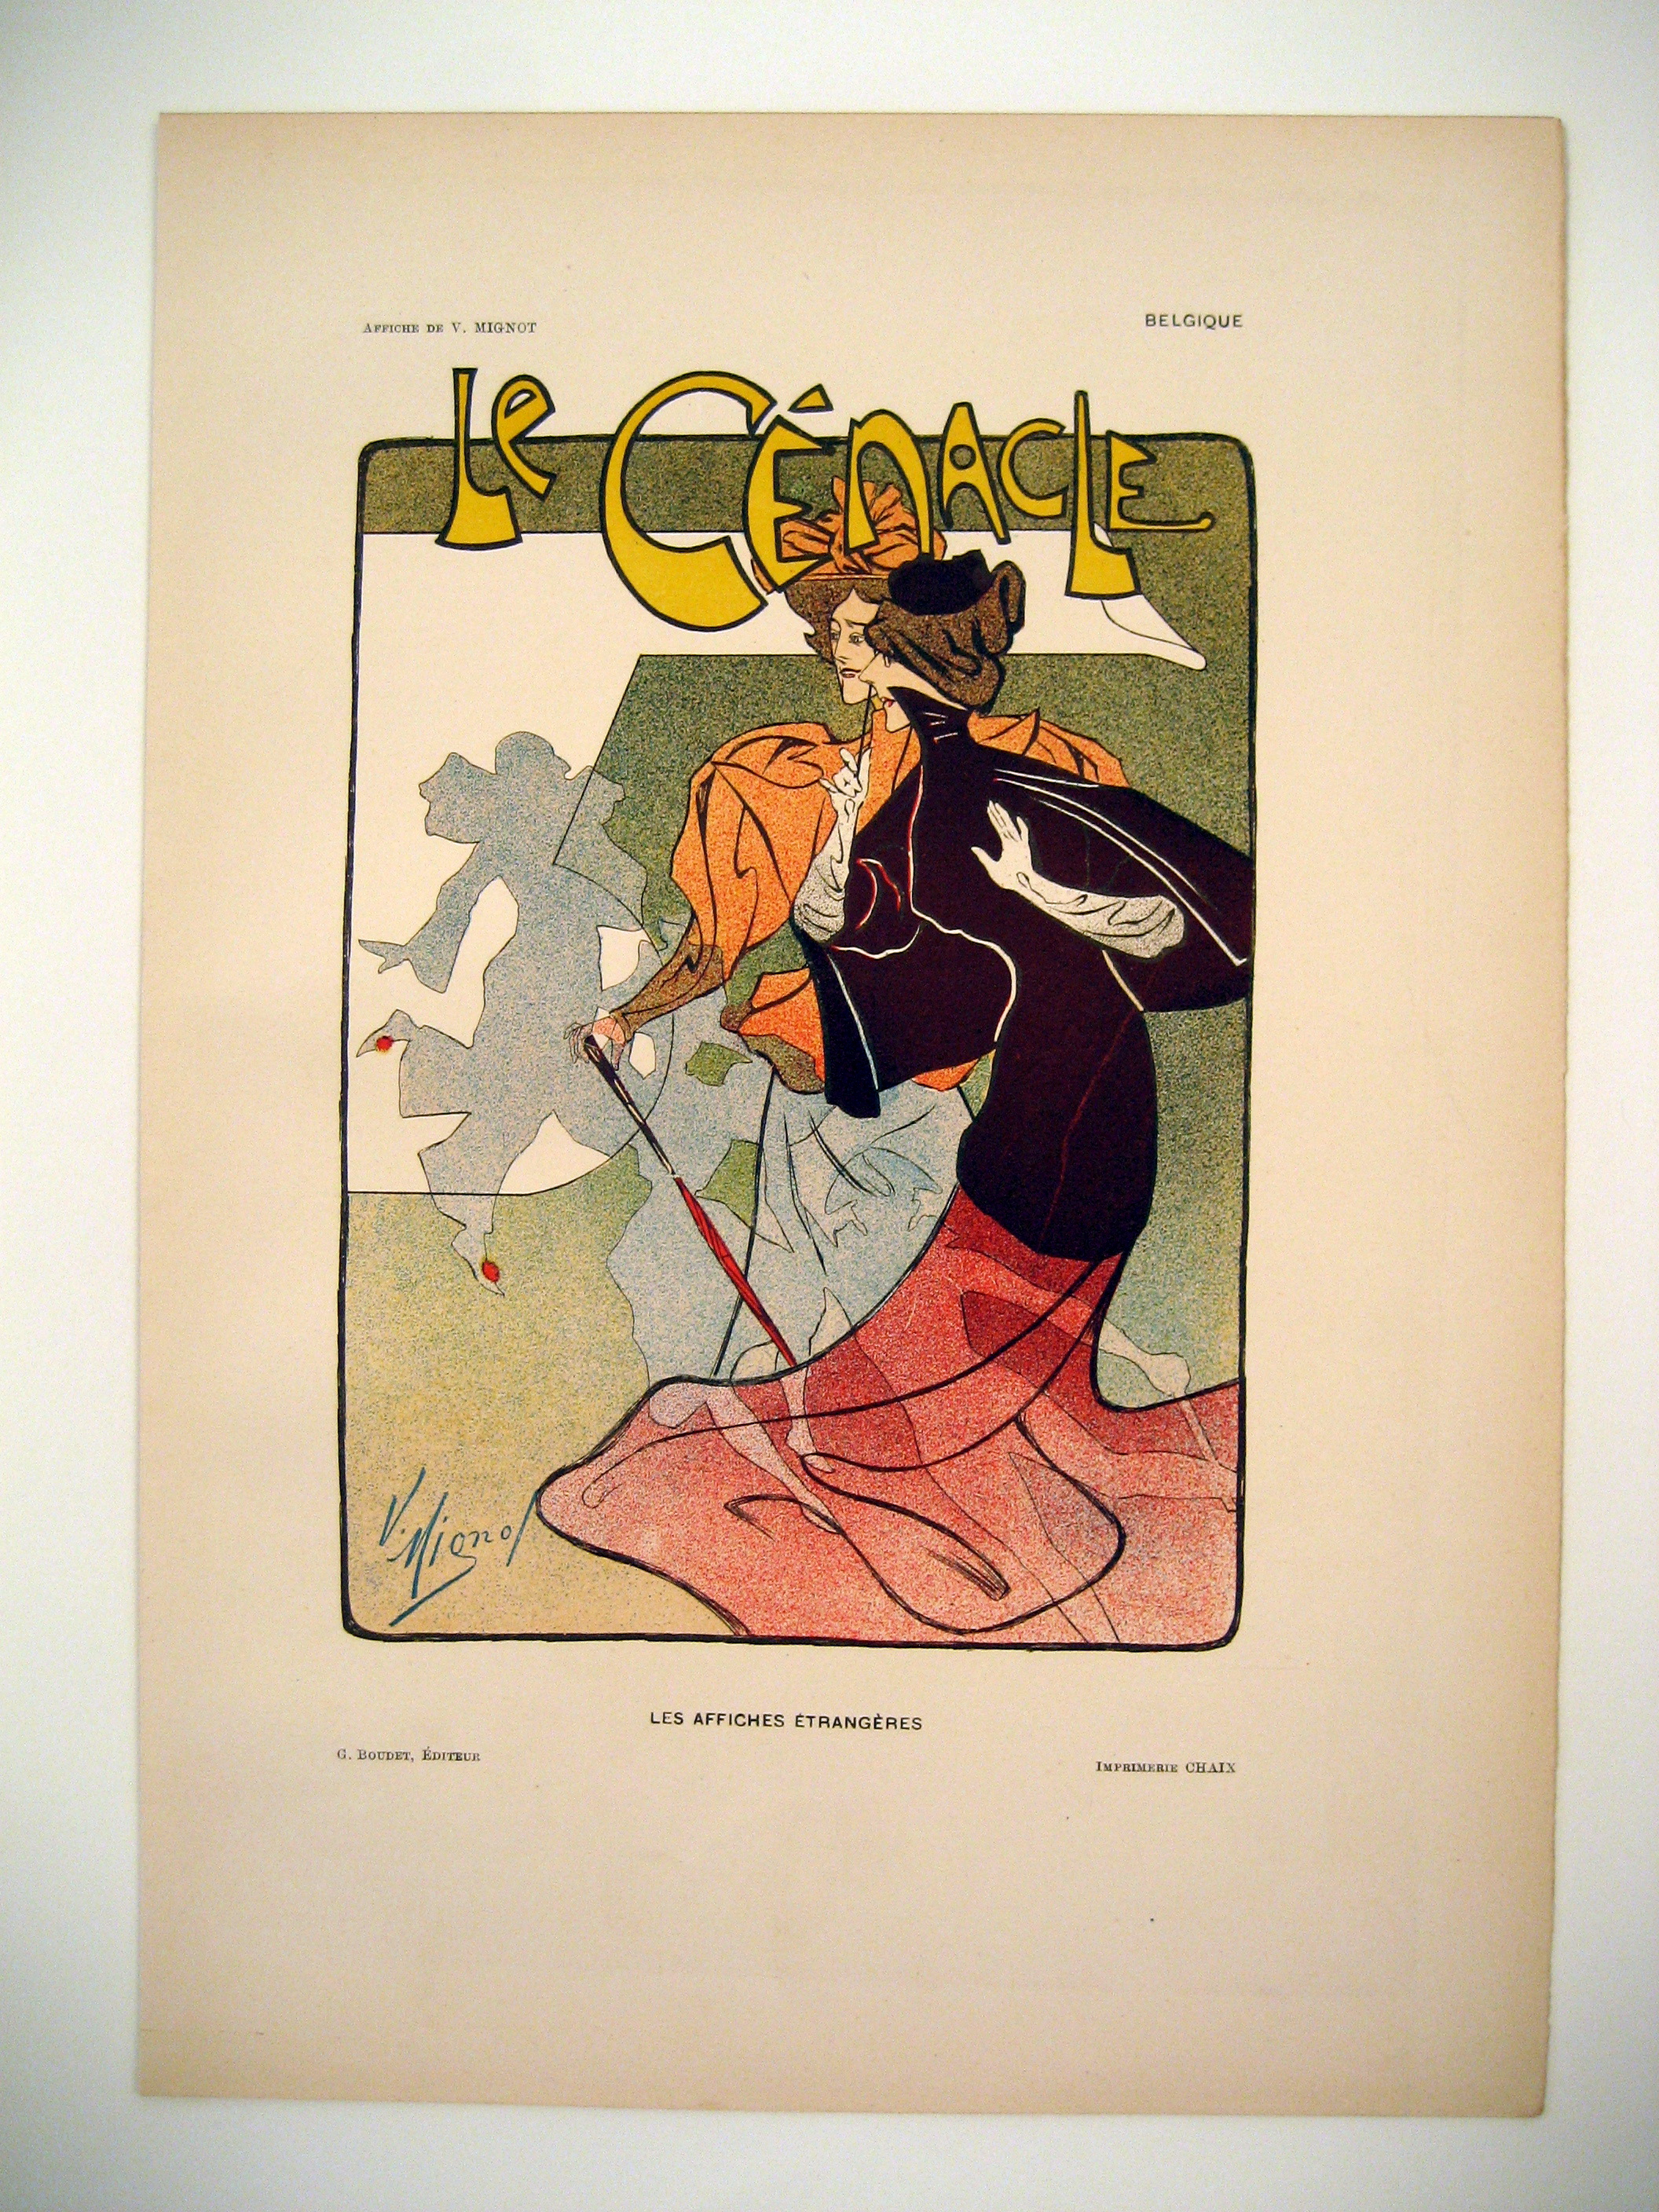 AFFICHE DE V. MIGNOT
BELGIQUE
Le CÉNACLE
V. Mignot
LES AFFICHES ÉTRANGÈRES
G. BOUDET, ÉDITEUR
IMPRIMERIE CHAIX